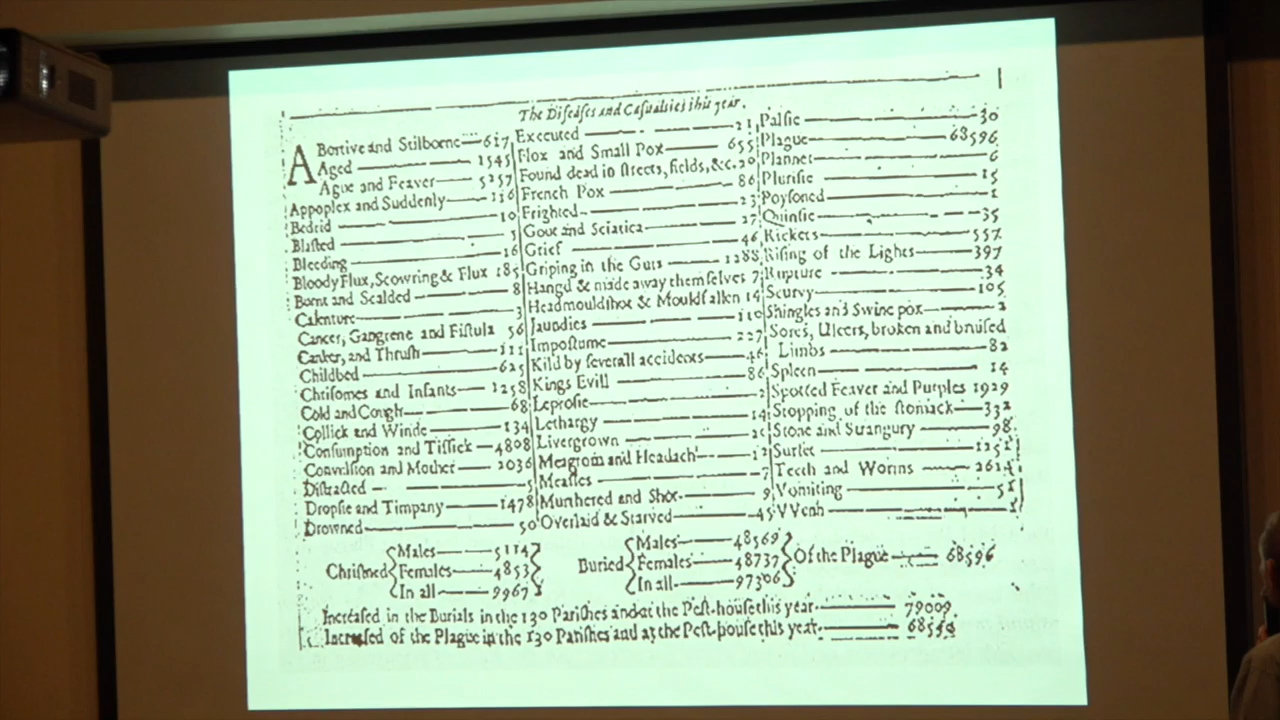 The Diseases and Casualties this year.
ABortive and Stilborne 617
Aged 1545
Ague and Feaver 5257
Appoplex and Suddenly 116
Bedrid 10
Blasted 5
Bleeding 16
Bloody Flux, Scowring & Flux 185
Burnt and Scalded 8
Calenture 3
Cancer, Gangrene and Fistula 56
Canker, and Thrush 111
Childbed 625
Chrisomes and Infants 1258
Cold and Cough 68
Collick and Winde 134
Consumption and Tissick 4808
Convulsion and Mother 2036
Distracted 5
Dropsie and Timpany 1478
Drowned 50
Executed 21
Flox and Small Pox 655
Found dead in streets, fields, &c. 20
French Pox 86
Frighted 23
Gout and Sciatica 27
Grief 46
Griping in the Guts 1288
Hangd & made away themselves 7
Headmouldshot & Mouldfallen 14
Jaundies 110
Impostume 227
Kild by severall accidents 46
Kings Evill 86
Leprosie 2
Lethargy 14
Livergrown
Meagrom and Headach 12
Measles 7
Murthered and Shot 9
Overlaid & Starved 45
Palsie 30
Plague 68596
Plannet 6
Plurisie 15
Poysoned 1
Quinsie 35
Rickets 557
Rising of the Lights 397
Rupture 34
Scurvy 105
Shingles and Swine pox 2
Sores, Ulcers, broken and bruised
Limbs 82
Spleen 14
Spotted Feaver and Purples 1929
Stopping of the stomack 332
Stone and Strangury 98
Surfet 1251
Teeth and Worms 2614
Vomiting 51
VVenn 1
Christned { Males 5114
Females 4853
In all 9967 }
Buried { Males 48569
Females 48737
In all 97306 } Of the Plague 68596
Increased in the Burials in the 130 Parishes and at the Pest-house this year 79009
Increased of the Plague in the 130 Parishes and at the Pest-house this year